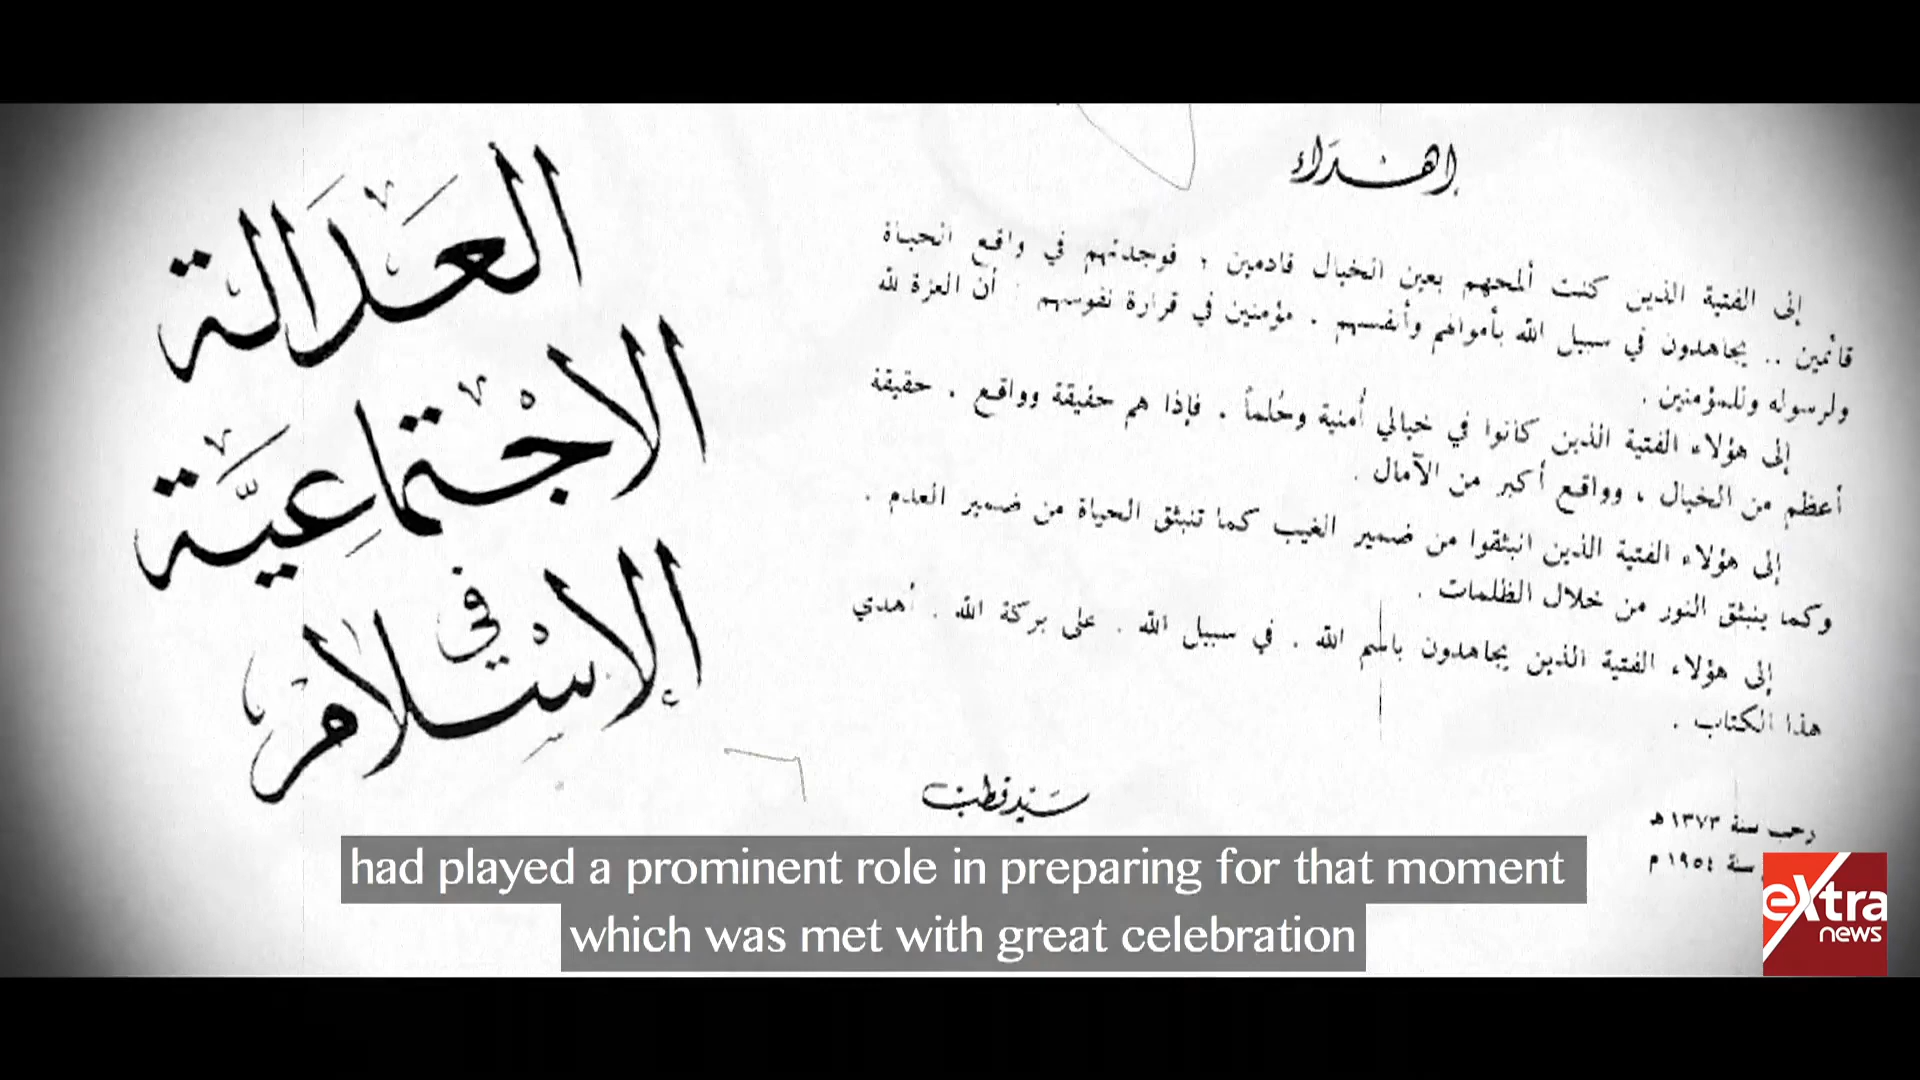 العدالة
الاجتماعية
في
الإسلام
إهداء
إلى الفتية الذين كنت ألمحهم بعين الخيال قادمين ، فوجدتهم في واقع الحياة
قائمين .. يجاهدون في سبيل الله بأموالهم وأنفسهم . مؤمنين في قرارة نفوسهم : أن العزة لله
ولرسوله وللمؤمنين .
إلى هؤلاء الفتية الذين كانوا في خيالي أمنية وحُلماً . فإذا هم حقيقة وواقع . حقيقة
أعظم من الخيال ، وواقع أكبر من الآمال .
إلى هؤلاء الفتية الذين انبثقوا من ضمير الغيب كما تنبثق الحياة من ضمير العدم .
وكما ينبثق النور من خلال الظلمات .
إلى هؤلاء الفتية الذين يجاهدون باسم الله . في سبيل الله . على بركة الله . أهدي
هذا الكتاب .
سيد قطب
رجب سنة ١٣٧٣ هـ
سنة ١٩٥٤ م
had played a prominent role in preparing for that moment
which was met with great celebration
eXtra
news